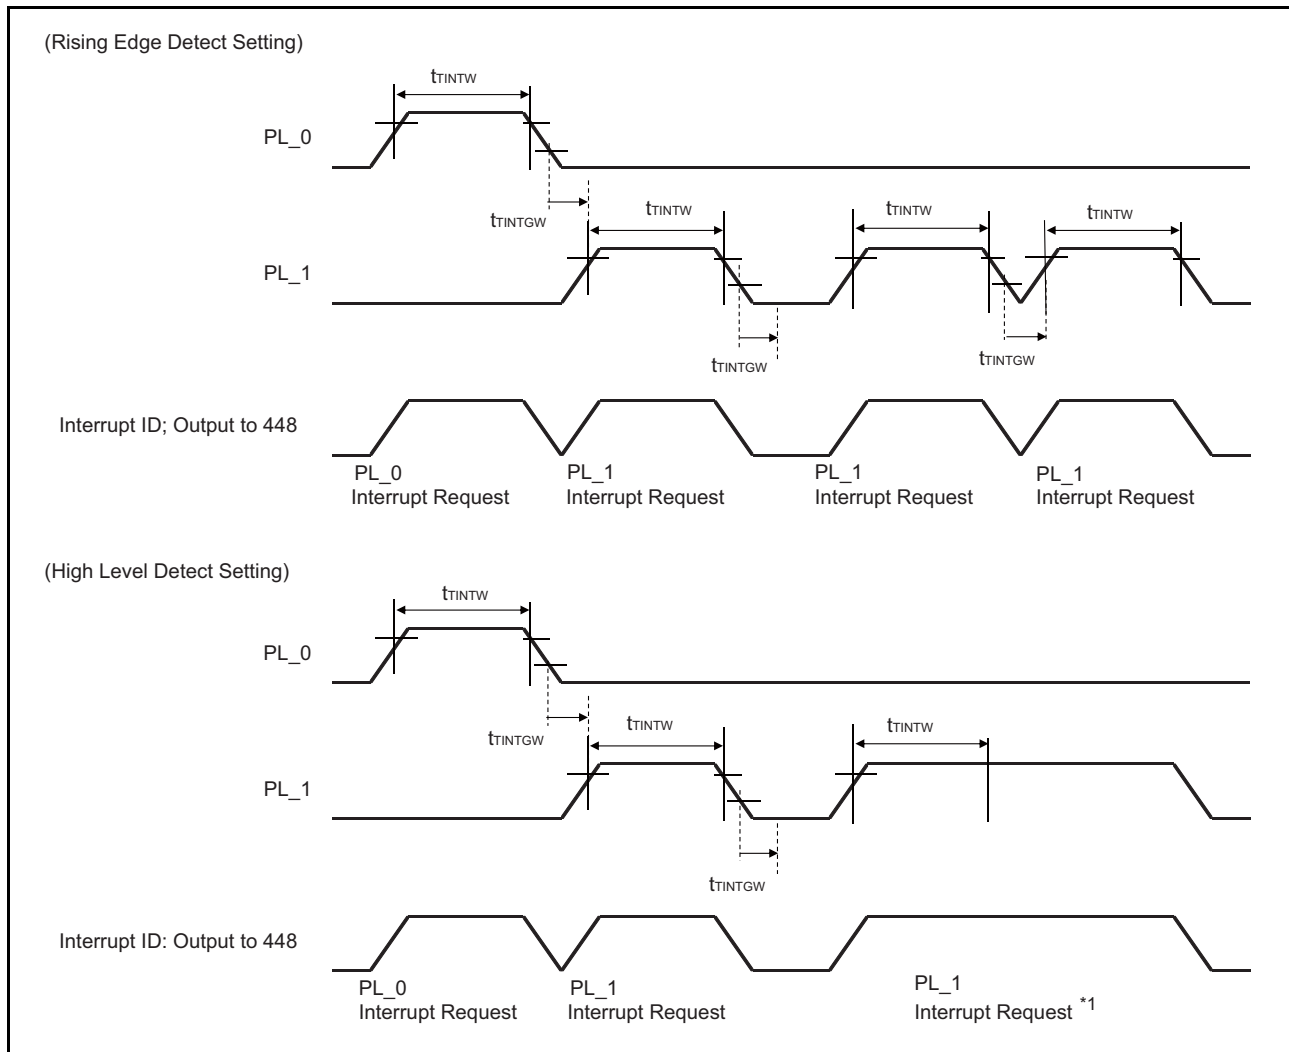 (Rising Edge Detect Setting)
tTINTW
PL_0
tTINTGW
tTINTW
tTINTW
tTINTW
PL_1
tTINTGW
tTINTGW
Interrupt ID; Output to 448
PL_0
Interrupt Request
PL_1
Interrupt Request
PL_1
Interrupt Request
PL_1
Interrupt Request
(High Level Detect Setting)
tTINTW
PL_0
tTINTGW
tTINTW
tTINTW
PL_1
tTINTGW
Interrupt ID: Output to 448
PL_0
Interrupt Request
PL_1
Interrupt Request
PL_1
Interrupt Request *1